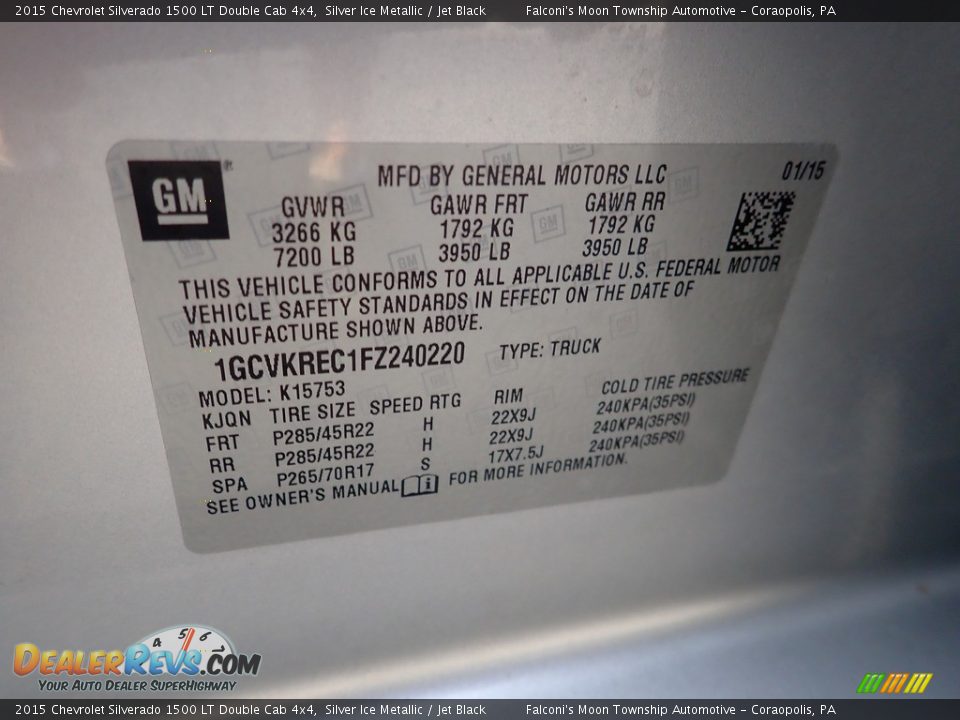 2015 Chevrolet Silverado 1500 LT Double Cab 4x4, Silver Ice Metallic / Jet Black Falconi's Moon Township Automotive - Coraopolis, PA
GM
MFD BY GENERAL MOTORS LLC 01/15
GVWR GAWR FRT GAWR RR
3266 KG 1792 KG 1792 KG
7200 LB 3950 LB 3950 LB
THIS VEHICLE CONFORMS TO ALL APPLICABLE U.S. FEDERAL MOTOR
VEHICLE SAFETY STANDARDS IN EFFECT ON THE DATE OF
MANUFACTURE SHOWN ABOVE.
1GCVKREC1FZ240220 TYPE: TRUCK
MODEL: K15753
KJQN TIRE SIZE SPEED RTG RIM COLD TIRE PRESSURE
FRT P285/45R22 H 22X9J 240KPA(35PSI)
RR P285/45R22 H 22X9J 240KPA(35PSI)
SPA P265/70R17 S 17X7.5J 240KPA(35PSI)
SEE OWNER'S MANUAL i FOR MORE INFORMATION.
4 5 6
DealerRevs.com
Your Auto Dealer SuperHighway
2015 Chevrolet Silverado 1500 LT Double Cab 4x4, Silver Ice Metallic / Jet Black Falconi's Moon Township Automotive - Coraopolis, PA